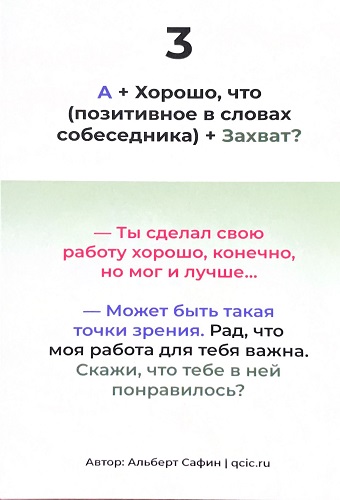 3
А + Хорошо, что
(позитивное в словах
собеседника) + Захват?
— Ты сделал свою
работу хорошо, конечно,
но мог и лучше...
— Может быть такая
точки зрения. Рад, что
моя работа для тебя важна.
Скажи, что тебе в ней
понравилось?
Автор: Альберт Сафин | qcic.ru